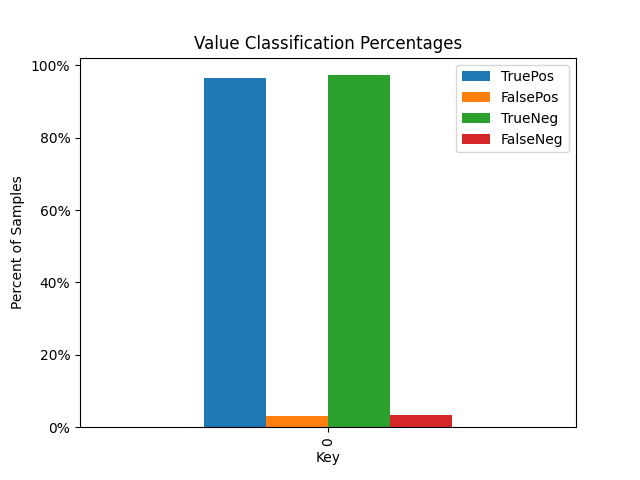 Value Classification Percentages
100%
80%
60%
40%
20%
0%
Percent of Samples
TruePos
FalsePos
TrueNeg
FalseNeg
0
Key